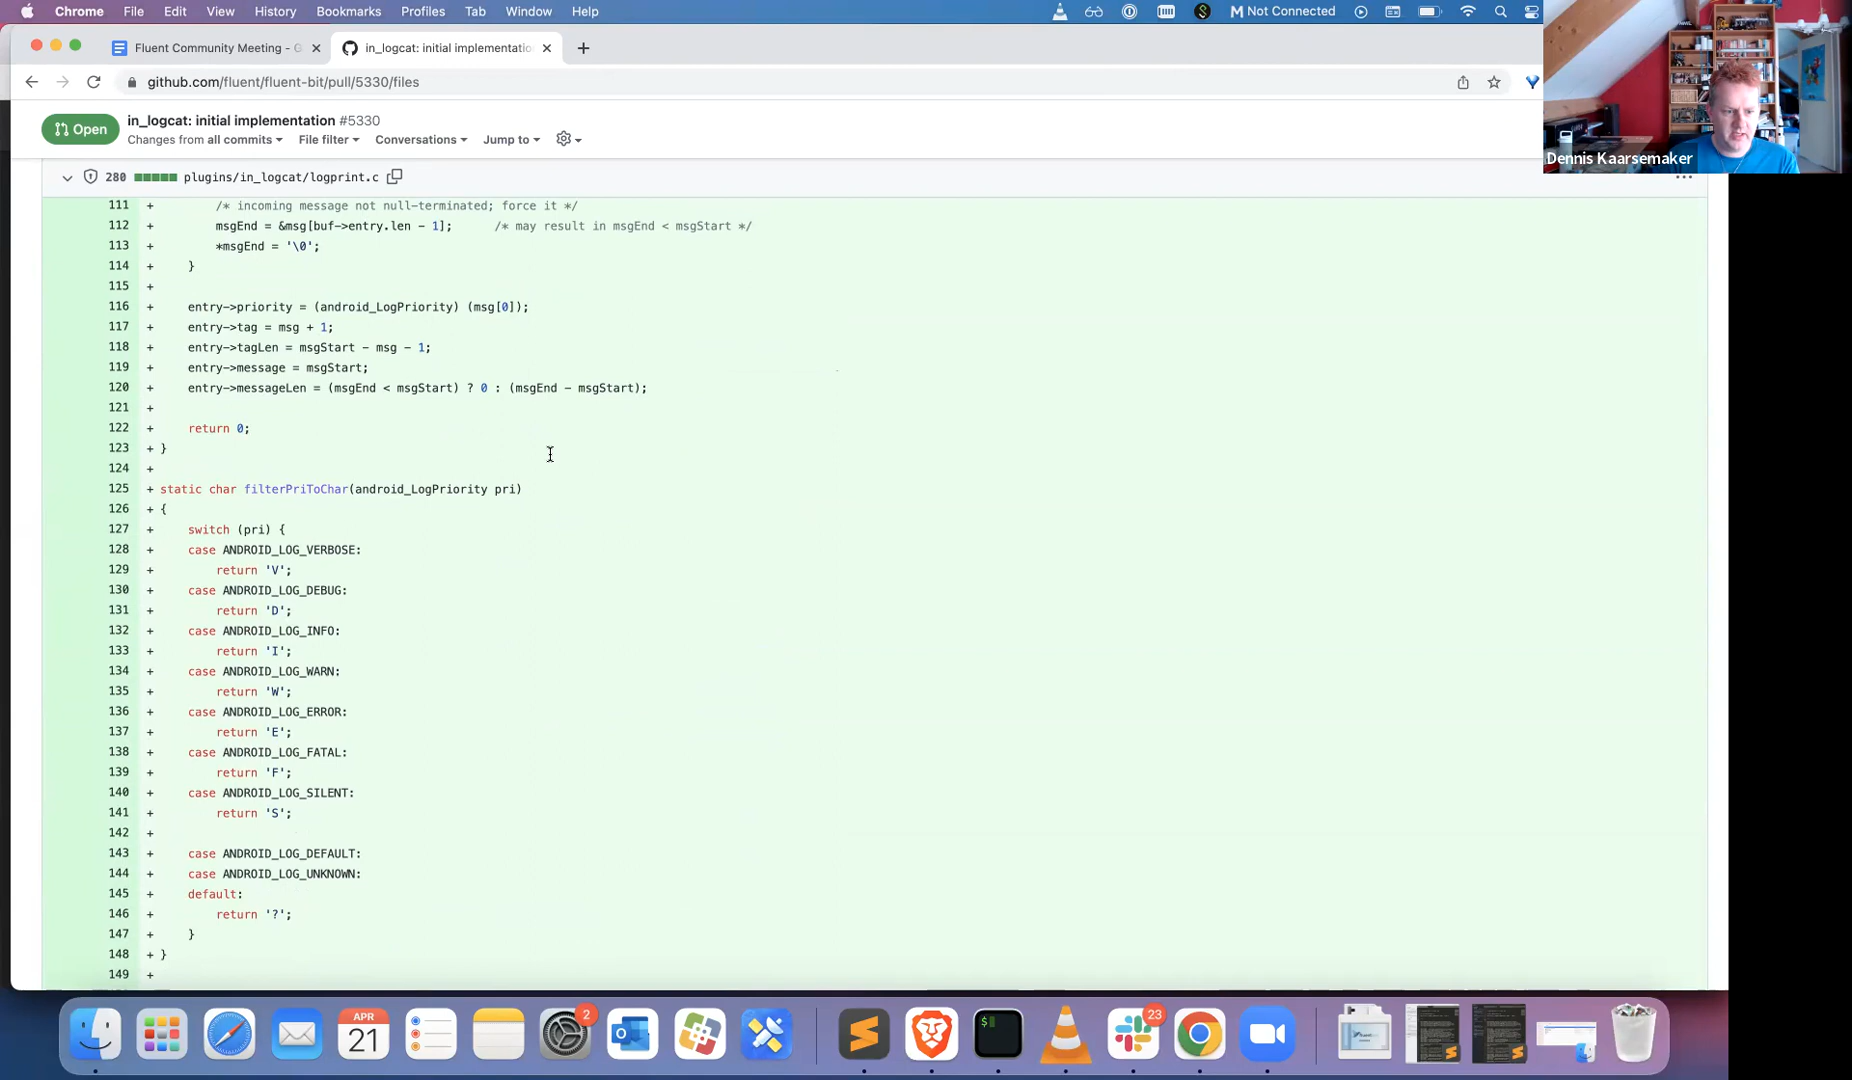 Chrome File Edit View History Bookmarks Profiles Tab Window Help M Not Connected
Fluent Community Meeting - G in_logcat: initial implementatio
github.com/fluent/fluent-bit/pull/5330/files
Open in_logcat: initial implementation #5330
Changes from all commits File filter Conversations Jump to
Dennis Kaarsemaker
280 plugins/in_logcat/logprint.c
111 + /* incoming message not null-terminated; force it */
112 + msgEnd = &msg[buf->entry.len - 1]; /* may result in msgEnd < msgStart */
113 + *msgEnd = '\0';
114 + }
115 +
116 + entry->priority = (android_LogPriority) (msg[0]);
117 + entry->tag = msg + 1;
118 + entry->tagLen = msgStart - msg - 1;
119 + entry->message = msgStart;
120 + entry->messageLen = (msgEnd < msgStart) ? 0 : (msgEnd - msgStart);
121 +
122 + return 0;
123 + }
124 +
125 + static char filterPriToChar(android_LogPriority pri)
126 + {
127 + switch (pri) {
128 + case ANDROID_LOG_VERBOSE:
129 + return 'V';
130 + case ANDROID_LOG_DEBUG:
131 + return 'D';
132 + case ANDROID_LOG_INFO:
133 + return 'I';
134 + case ANDROID_LOG_WARN:
135 + return 'W';
136 + case ANDROID_LOG_ERROR:
137 + return 'E';
138 + case ANDROID_LOG_FATAL:
139 + return 'F';
140 + case ANDROID_LOG_SILENT:
141 + return 'S';
142 +
143 + case ANDROID_LOG_DEFAULT:
144 + case ANDROID_LOG_UNKNOWN:
145 + default:
146 + return '?';
147 + }
148 + }
149 +
APR
21
2
$
23